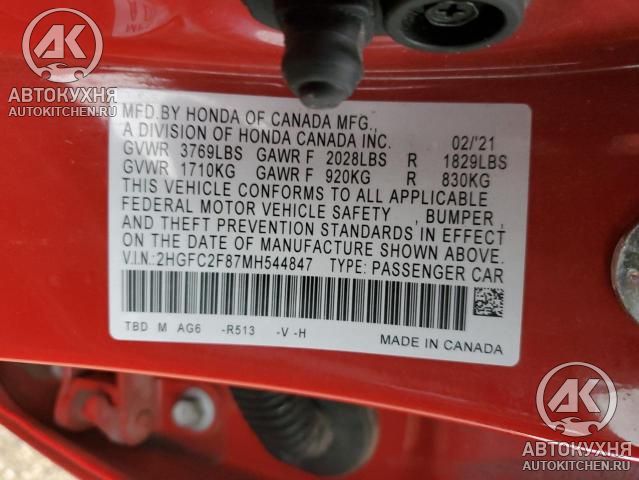 АК
АВТОКУХНЯ
AUTOKITCHEN.RU
MFD.BY HONDA OF CANADA MFG.,
A DIVISION OF HONDA CANADA INC. 02/'21
GVWR 3769LBS GAWR F 2028LBS R 1829LBS
GVWR 1710KG GAWR F 920KG R 830KG
THIS VEHICLE CONFORMS TO ALL APPLICABLE
FEDERAL MOTOR VEHICLE SAFETY , BUMPER ,
AND THEFT PREVENTION STANDARDS IN EFFECT
ON THE DATE OF MANUFACTURE SHOWN ABOVE.
V.I.N.: 2HGFC2F87MH544847 TYPE: PASSENGER CAR
TBD M AG6 -R513 -V -H
MADE IN CANADA
АК
АВТОКУХНЯ
AUTOKITCHEN.RU